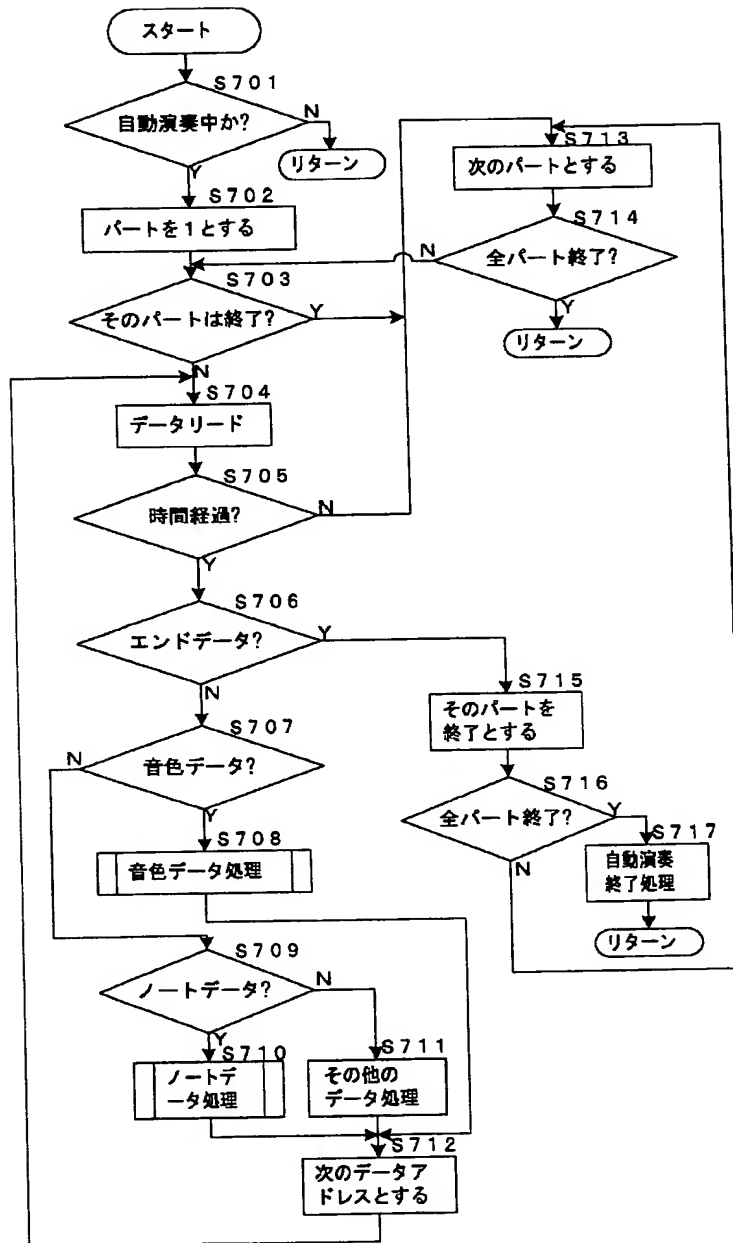 スタート
S701
自動演奏中か?
N
リターン
Y
S702
パートを1とする
S703
そのパートは終了?
Y
N
S704
データリード
S705
時間経過?
N
Y
S706
エンドデータ?
Y
N
S707
音色データ?
N
Y
S708
音色データ処理
S709
ノートデータ?
N
Y
S710
ノートデ
ータ処理
S711
その他の
データ処理
S712
次のデータア
ドレスとする
S713
次のパートとする
S714
全パート終了?
N
Y
リターン
S715
そのパートを
終了とする
S716
全パート終了?
Y
N
S717
自動演奏
終了処理
リターン